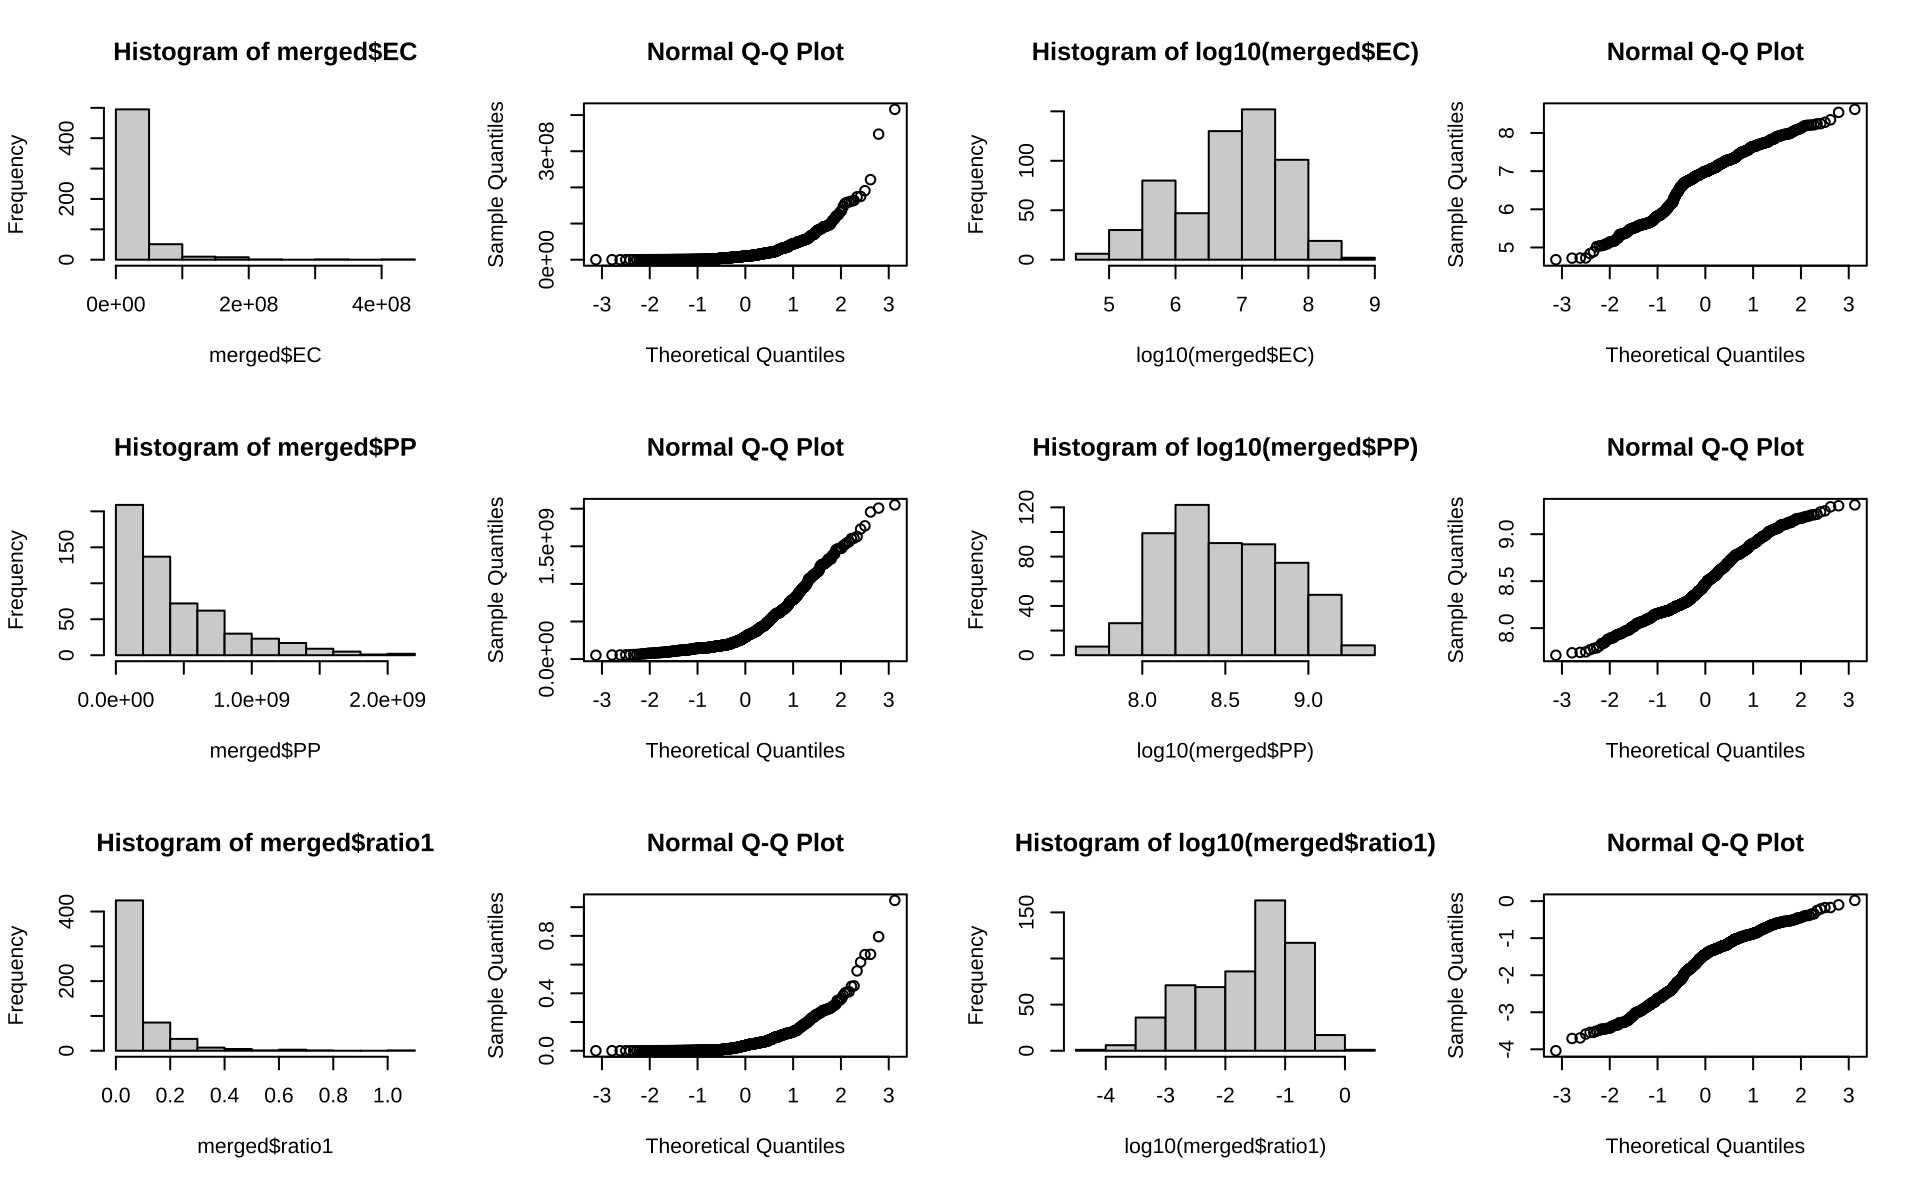 Histogram of merged$EC
Frequency
0 200 400
0e+00 2e+08 4e+08
merged$EC
Normal Q-Q Plot
Sample Quantiles
0e+00 3e+08
-3 -2 -1 0 1 2 3
Theoretical Quantiles
Histogram of log10(merged$EC)
Frequency
0 50 100
5 6 7 8 9
log10(merged$EC)
Normal Q-Q Plot
Sample Quantiles
5 6 7 8
-3 -2 -1 0 1 2 3
Theoretical Quantiles
Histogram of merged$PP
Frequency
0 50 150
0.0e+00 1.0e+09 2.0e+09
merged$PP
Normal Q-Q Plot
Sample Quantiles
0.0e+00 1.5e+09
-3 -2 -1 0 1 2 3
Theoretical Quantiles
Histogram of log10(merged$PP)
Frequency
0 40 80 120
8.0 8.5 9.0
log10(merged$PP)
Normal Q-Q Plot
Sample Quantiles
8.0 8.5 9.0
-3 -2 -1 0 1 2 3
Theoretical Quantiles
Histogram of merged$ratio1
Frequency
0 200 400
0.0 0.2 0.4 0.6 0.8 1.0
merged$ratio1
Normal Q-Q Plot
Sample Quantiles
0.0 0.4 0.8
-3 -2 -1 0 1 2 3
Theoretical Quantiles
Histogram of log10(merged$ratio1)
Frequency
0 50 150
-4 -3 -2 -1 0
log10(merged$ratio1)
Normal Q-Q Plot
Sample Quantiles
-4 -3 -2 -1 0
-3 -2 -1 0 1 2 3
Theoretical Quantiles